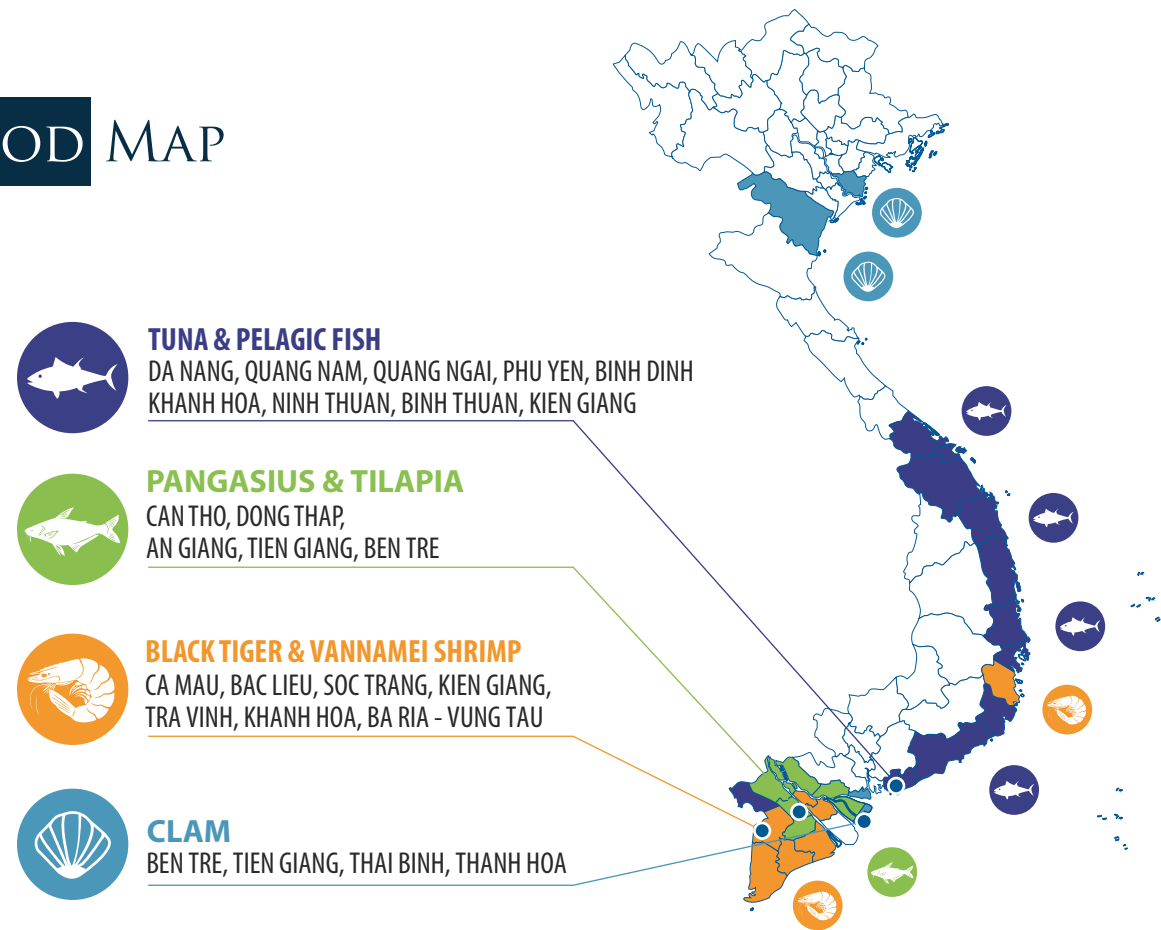 OD MAP
TUNA & PELAGIC FISH
DA NANG, QUANG NAM, QUANG NGAI, PHU YEN, BINH DINH
KHANH HOA, NINH THUAN, BINH THUAN, KIEN GIANG
PANGASIUS & TILAPIA
CAN THO, DONG THAP,
AN GIANG, TIEN GIANG, BEN TRE
BLACK TIGER & VANNAMEI SHRIMP
CA MAU, BAC LIEU, SOC TRANG, KIEN GIANG,
TRA VINH, KHANH HOA, BA RIA - VUNG TAU
CLAM
BEN TRE, TIEN GIANG, THAI BINH, THANH HOA